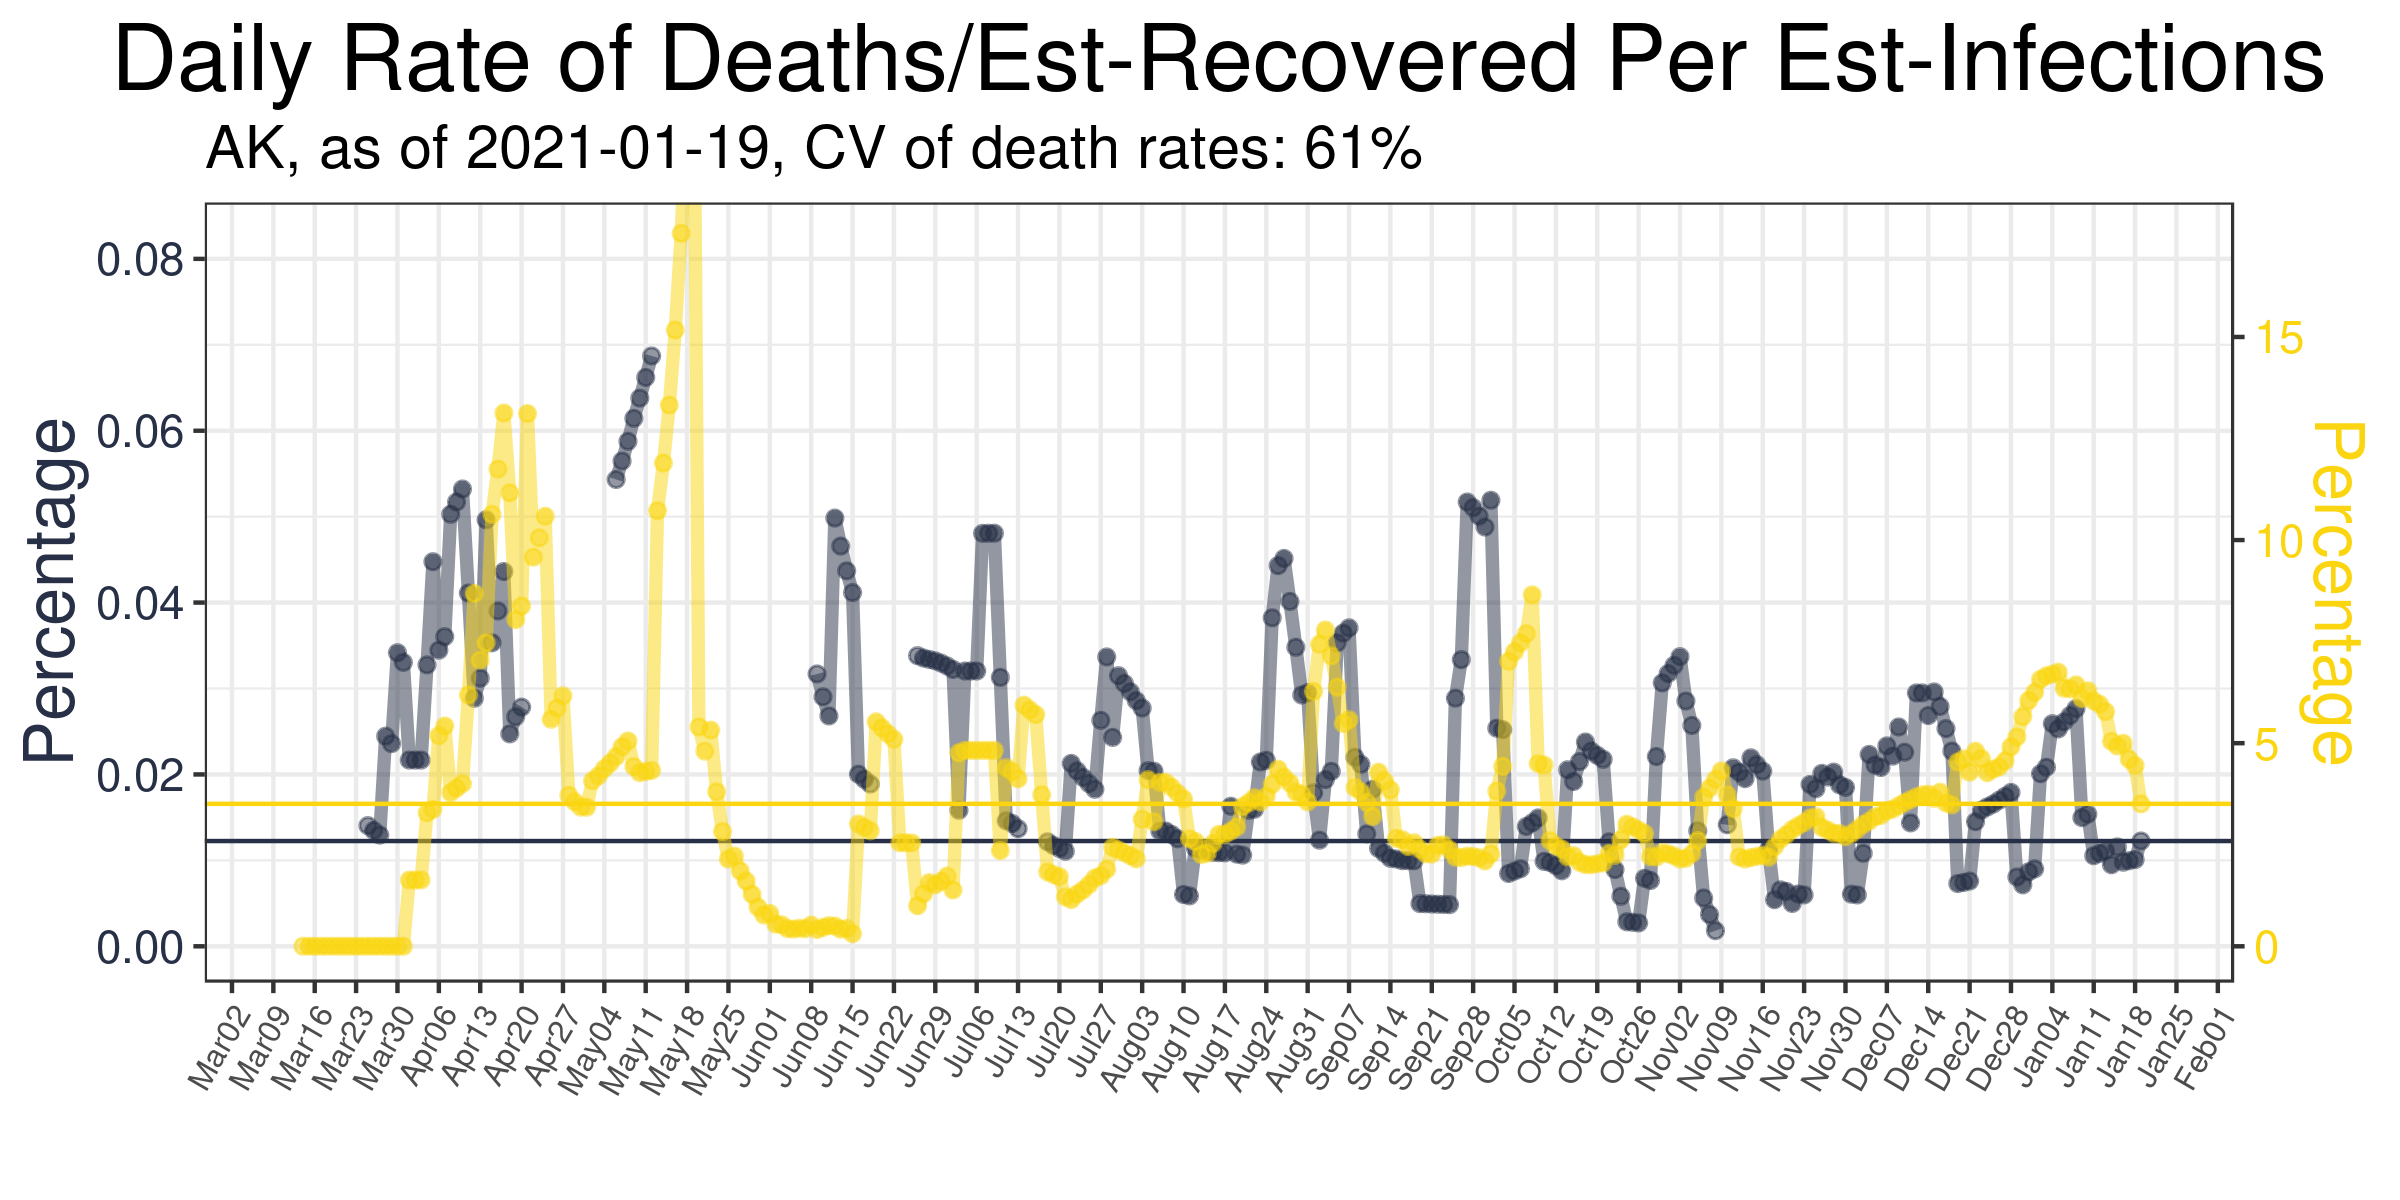 Daily Rate of Deaths/Est-Recovered Per Est-Infections
AK, as of 2021-01-19, CV of death rates: 61%
Percentage
0.08
0.06
0.04
0.02
0.00
15
10
5
0
Percentage
Mar02
Mar09
Mar16
Mar23
Mar30
Apr06
Apr13
Apr20
Apr27
May04
May11
May18
May25
Jun01
Jun08
Jun15
Jun22
Jun29
Jul06
Jul13
Jul20
Jul27
Aug03
Aug10
Aug17
Aug24
Aug31
Sep07
Sep14
Sep21
Sep28
Oct05
Oct12
Oct19
Oct26
Nov02
Nov09
Nov16
Nov23
Nov30
Dec07
Dec14
Dec21
Dec28
Jan04
Jan11
Jan18
Jan25
Feb01